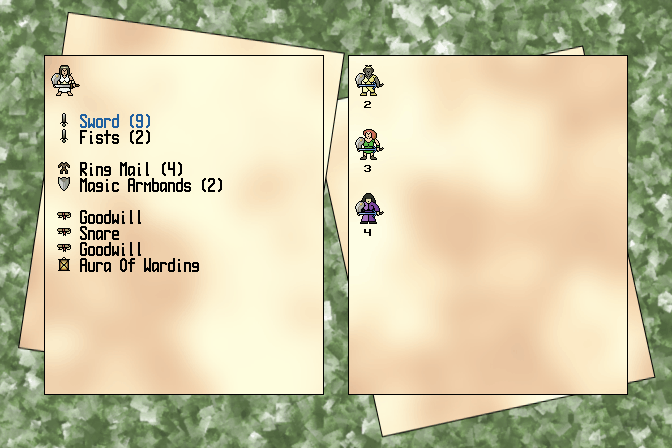 Sword (9)
Fists (2)
Ring Mail (4)
Magic Armbands (2)
Goodwill
Snare
Goodwill
Aura Of Warding
2
3
4